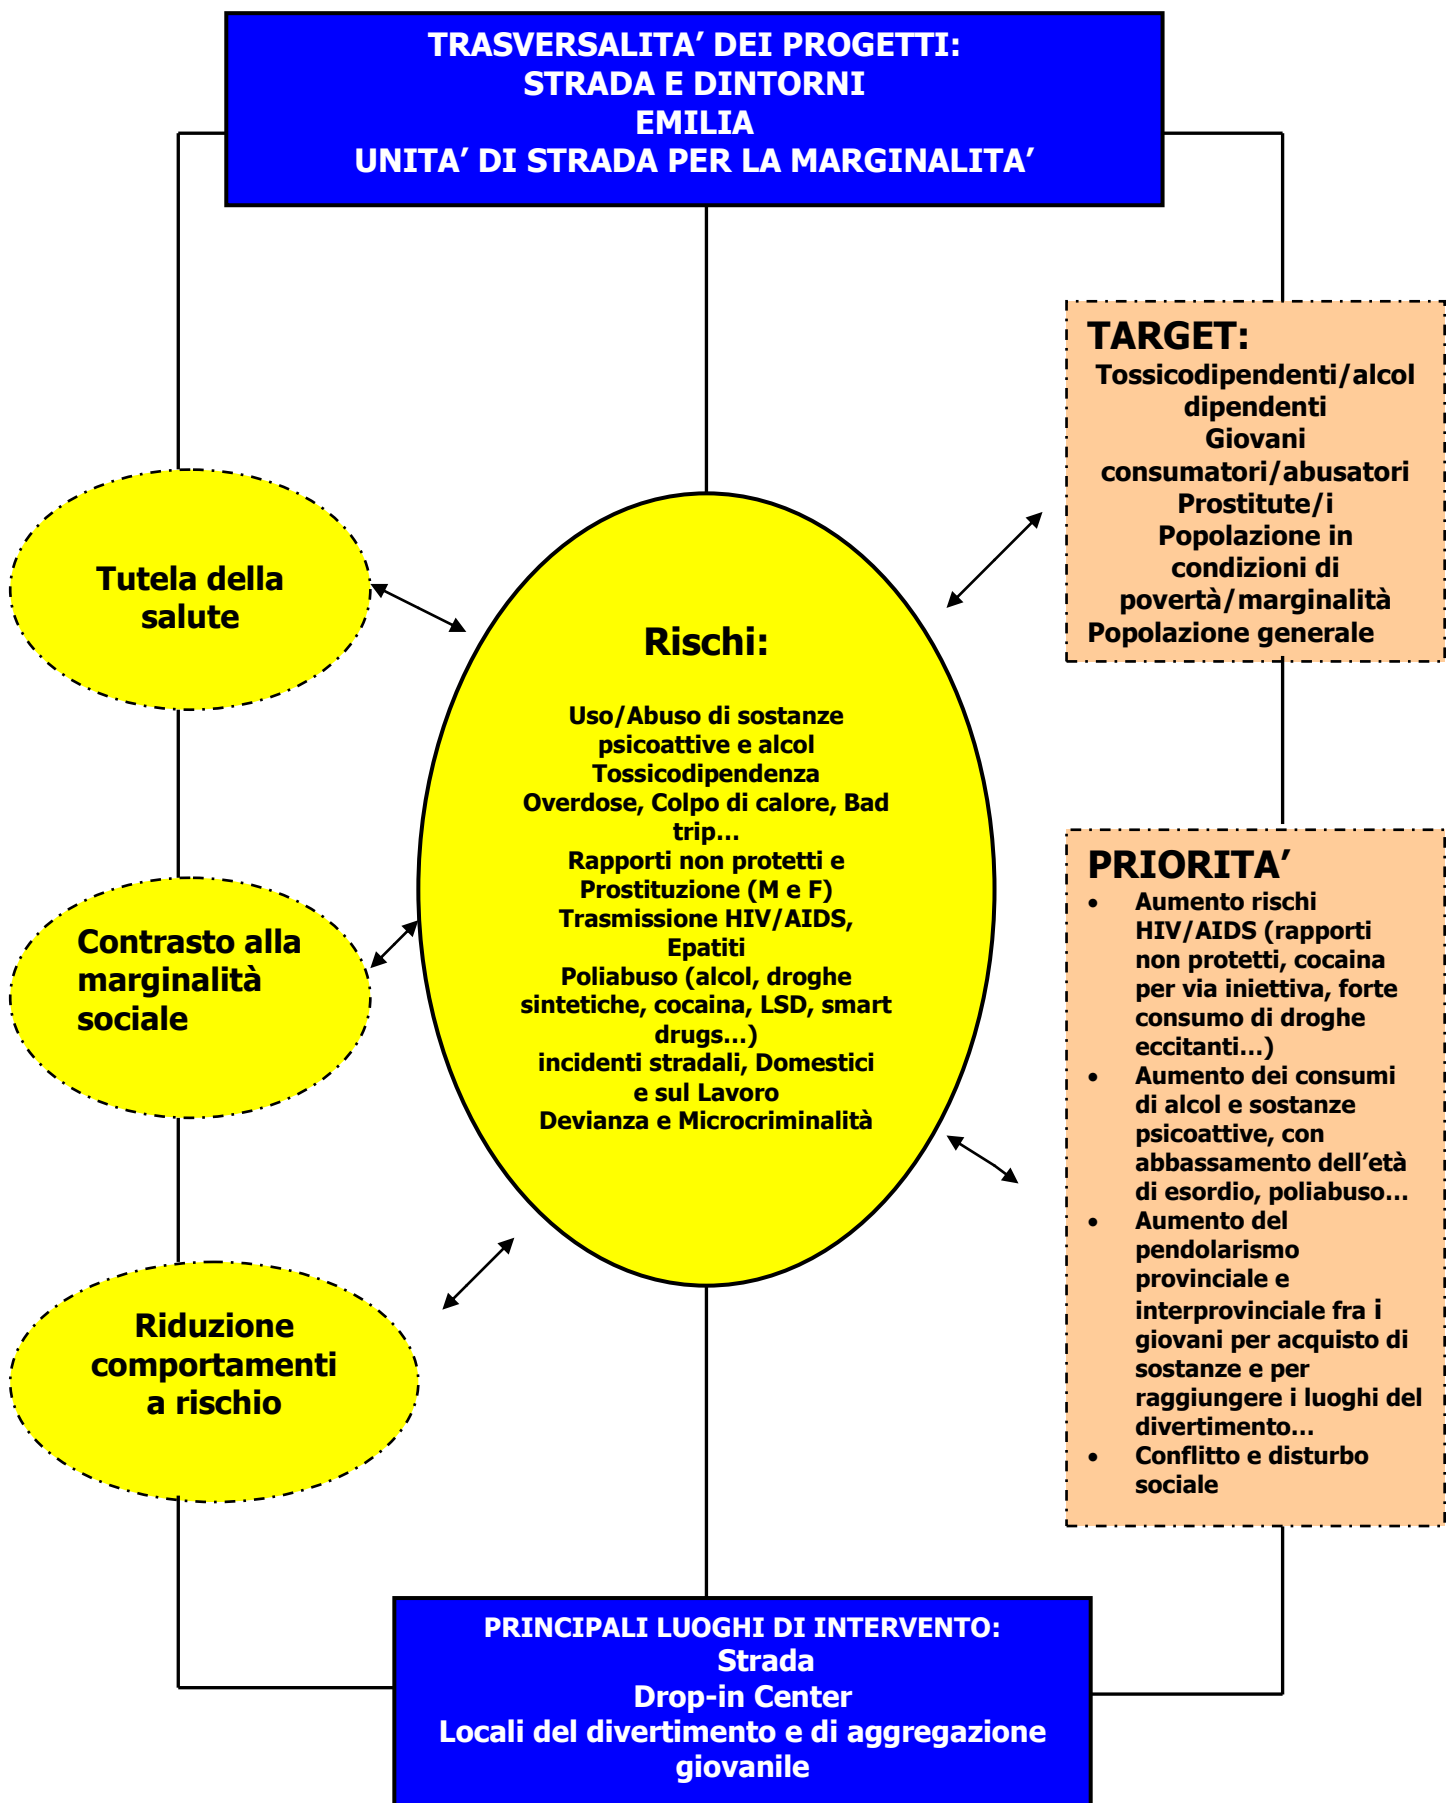 TRASVERSALITA’ DEI PROGETTI:
STRADA E DINTORNI
EMILIA
UNITA’ DI STRADA PER LA MARGINALITA’
TARGET:
Tossicodipendenti/alcol
dipendenti
Giovani
consumatori/abusatori
Prostitute/i
Popolazione in
condizioni di
povertà/marginalità
Popolazione generale
Tutela della
salute
Rischi:
Uso/Abuso di sostanze
psicoattive e alcol
Tossicodipendenza
Overdose, Colpo di calore, Bad
trip...
Rapporti non protetti e
Prostituzione (M e F)
Trasmissione HIV/AIDS,
Epatiti
Poliabuso (alcol, droghe
sintetiche, cocaina, LSD, smart
drugs...)
incidenti stradali, Domestici
e sul Lavoro
Devianza e Microcriminalità
Contrasto alla
marginalità
sociale
PRIORITA’
• Aumento rischi
HIV/AIDS (rapporti
non protetti, cocaina
per via iniettiva, forte
consumo di droghe
eccitanti...)
• Aumento dei consumi
di alcol e sostanze
psicoattive, con
abbassamento dell’età
di esordio, poliabuso...
• Aumento del
pendolarismo
provinciale e
interprovinciale fra i
giovani per acquisto di
sostanze e per
raggiungere i luoghi del
divertimento...
• Conflitto e disturbo
sociale
Riduzione
comportamenti
a rischio
PRINCIPALI LUOGHI DI INTERVENTO:
Strada
Drop-in Center
Locali del divertimento e di aggregazione
giovanile